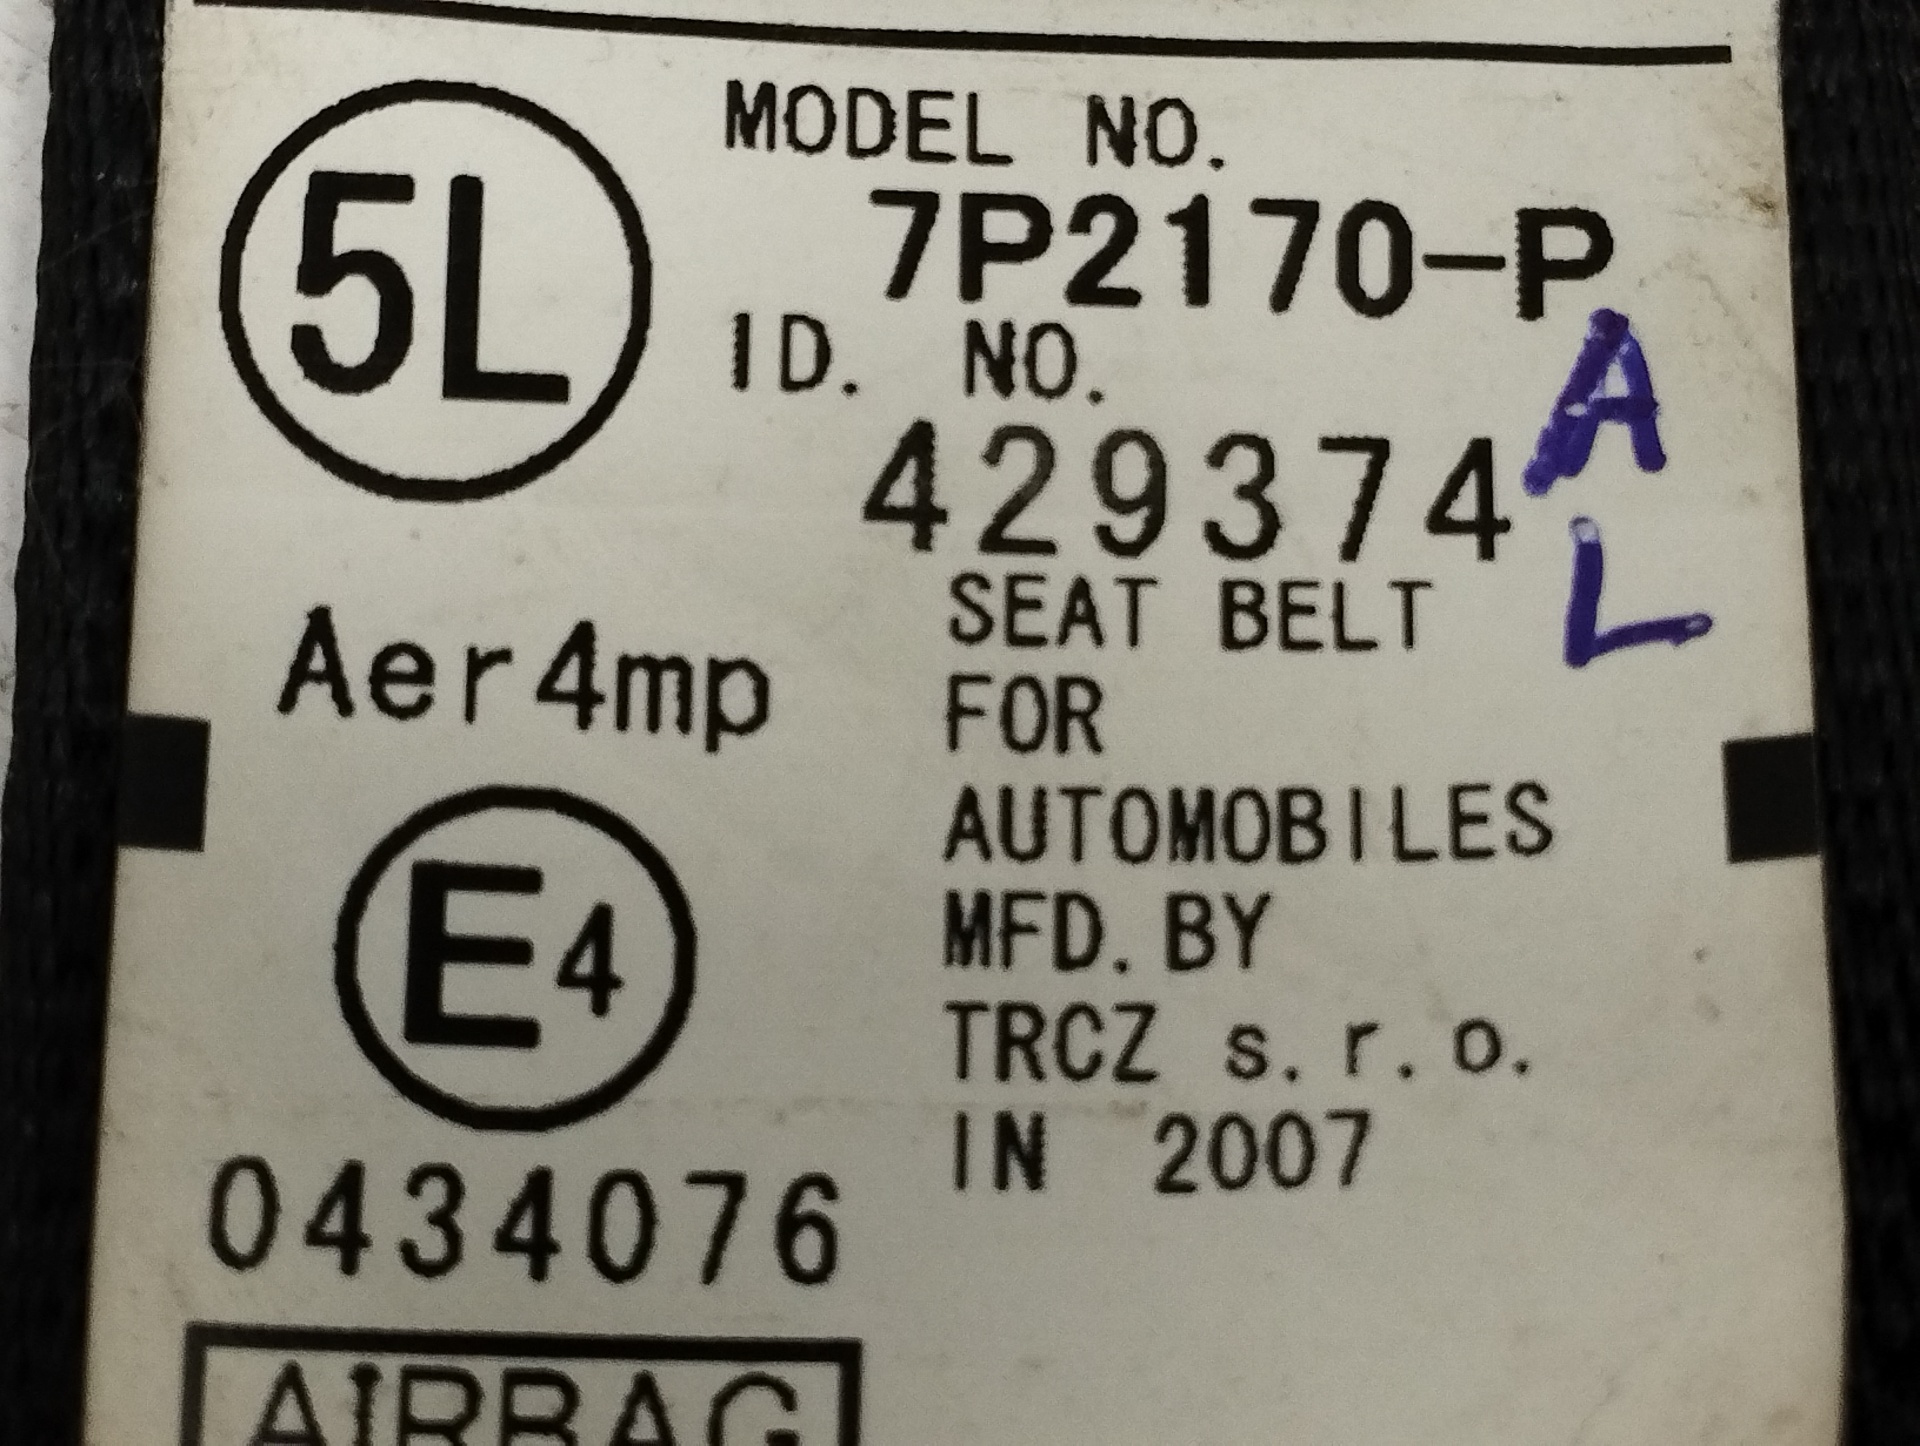 5L
MODEL NO.
7P2170-P
ID. NO.
429374
A
L
Aer4mp
E4
0434076
SEAT BELT
FOR
AUTOMOBILES
MFD. BY
TRCZ s.r.o.
IN 2007
AIRBAG